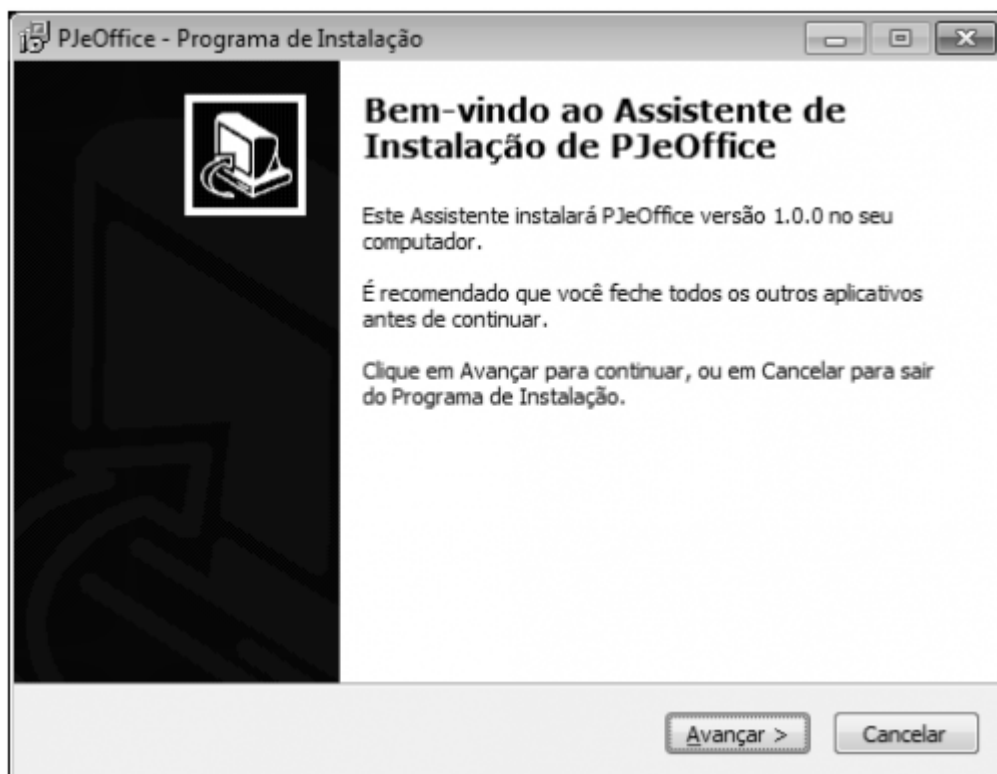 PJeOffice - Programa de Instalação
Bem-vindo ao Assistente de
Instalação de PJeOffice
Este Assistente instalará PJeOffice versão 1.0.0 no seu
computador.
É recomendado que você feche todos os outros aplicativos
antes de continuar.
Clique em Avançar para continuar, ou em Cancelar para sair
do Programa de Instalação.
Avançar >
Cancelar